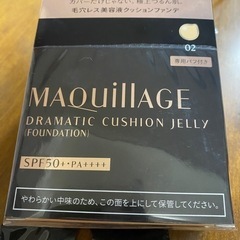 カバーだけじゃない。極上つるん肌に
毛穴レス美容液クッションファンデ
02
専用パフ付き
MAQuillAGE
DRAMATIC CUSHION JELLY
(FOUNDATION)
SPF50+・PA++++
やわらかい中味のため、この面を上にして保管してください。